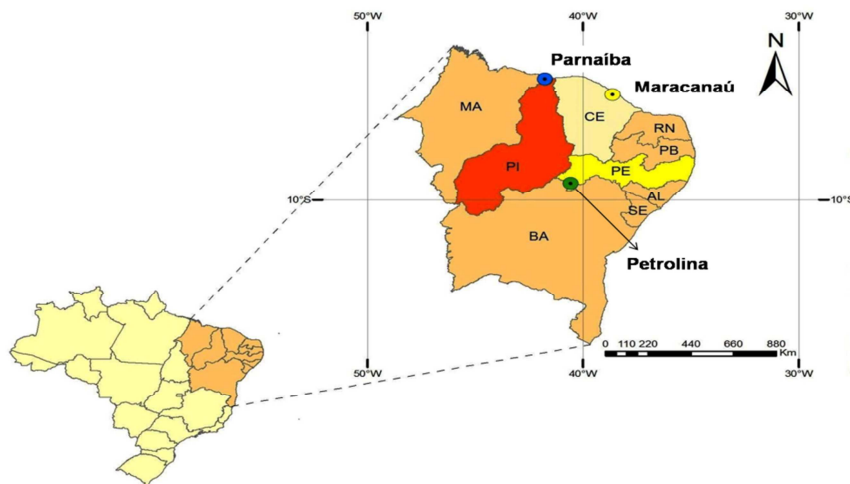 50°W
40°W
30°W
N
Parnaíba
Maracanaú
MA
CE
RN
PB
PI
PE
AL
SE
10°S
10°S
BA
Petrolina
0 110 220 440 660 880
Km
50°W
40°W
30°W